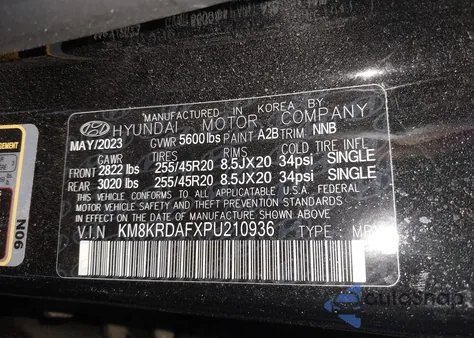 MANUFACTURED IN KOREA BY
HYUNDAI MOTOR COMPANY
MAY/2023 GVWR 5600 lbs PAINT A2B TRIM NNB
GAWR TIRES RIMS COLD TIRE INFL.
FRONT 2822 lbs 255/45R20 8.5JX20 34psi SINGLE
REAR 3020 lbs 255/45R20 8.5JX20 34psi SINGLE
THIS VEHICLE CONFORMS TO ALL APPLICABLE U.S.A. FEDERAL
MOTOR VEHICLE SAFETY AND THEFT PREVENTION STANDARDS
IN EFFECT ON THE DATE OF MANUFACTURE SHOWN ABOVE.
V.I.N KM8KRDAFXPU210936 TYPE
90N
autosnap